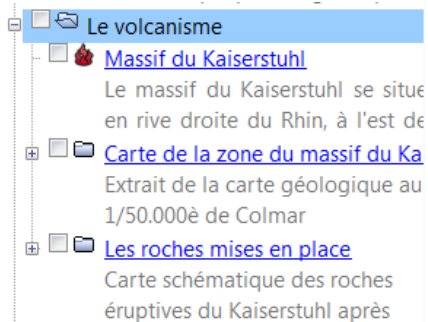 Le volcanisme
Massif du Kaiserstuhl
Le massif du Kaiserstuhl se situe
en rive droite du Rhin, à l'est de
Carte de la zone du massif du Ka
Extrait de la carte géologique au
1/50.000è de Colmar
Les roches mises en place
Carte schématique des roches
éruptives du Kaiserstuhl après